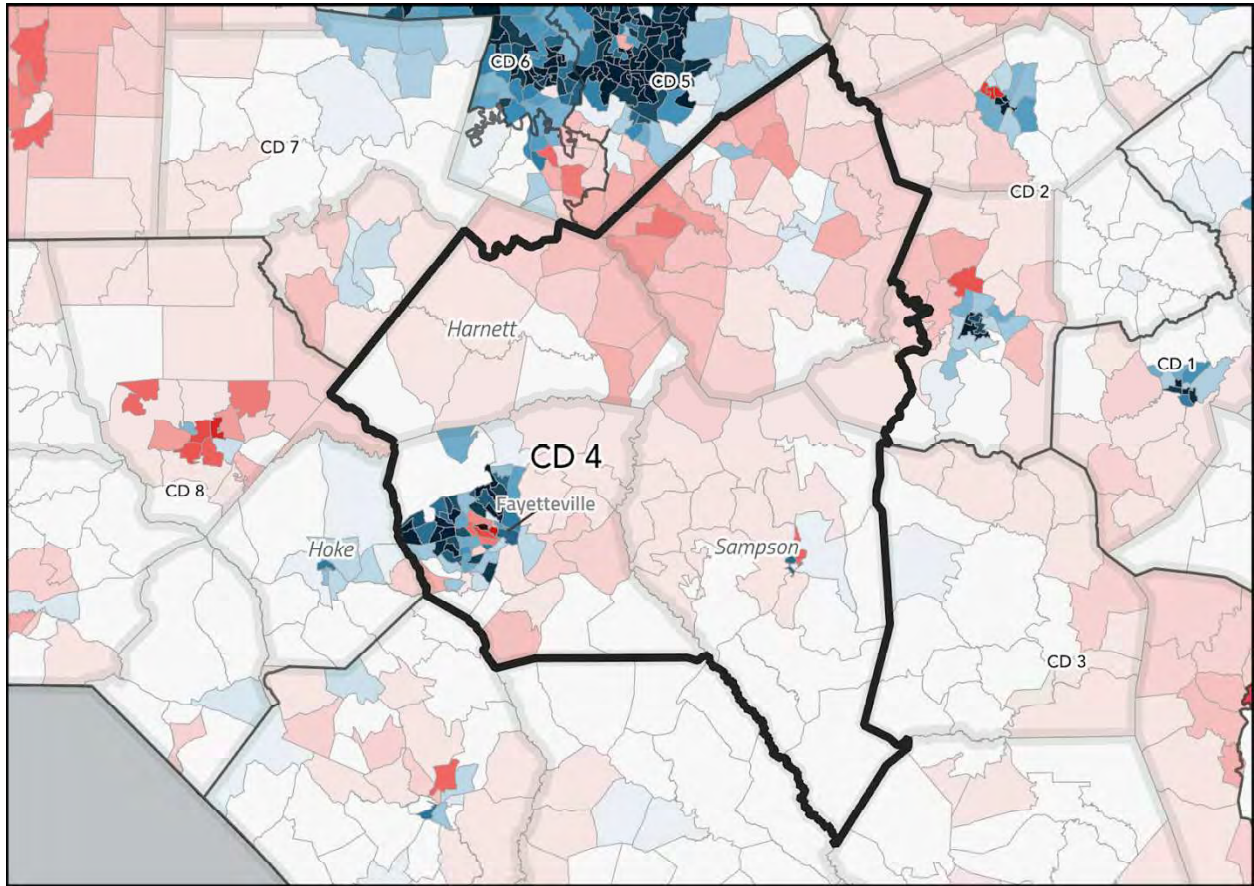 CD 6
CD 5
CD 7
CD 2
Harnett
CD 1
CD 4
CD 8
Fayetteville
Hoke
Sampson
CD 3